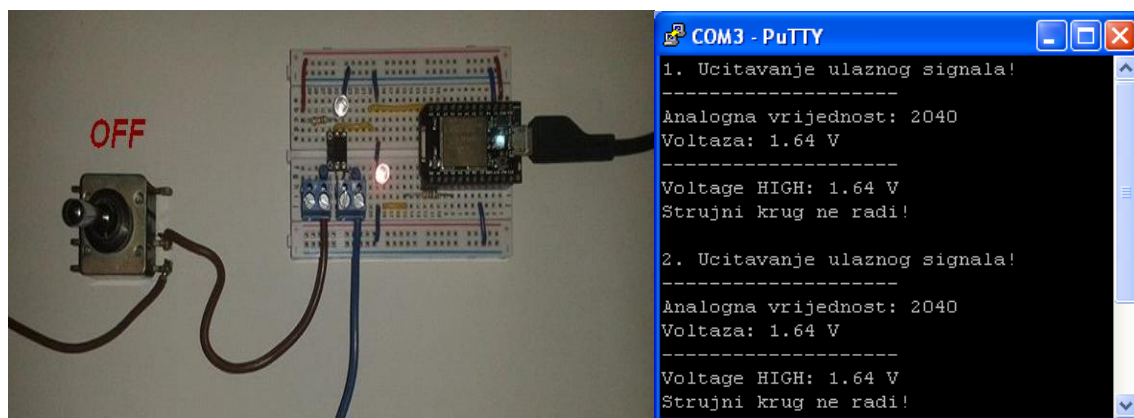 OFF
COM3 - PuTTY
1. Ucitavanje ulaznog signala!
---------------------
Analogna vrijednost: 2040
Voltaza: 1.64 V
---------------------
Voltage HIGH: 1.64 V
Strujni krug ne radi!
2. Ucitavanje ulaznog signala!
---------------------
Analogna vrijednost: 2040
Voltaza: 1.64 V
---------------------
Voltage HIGH: 1.64 V
Strujni krug ne radi!